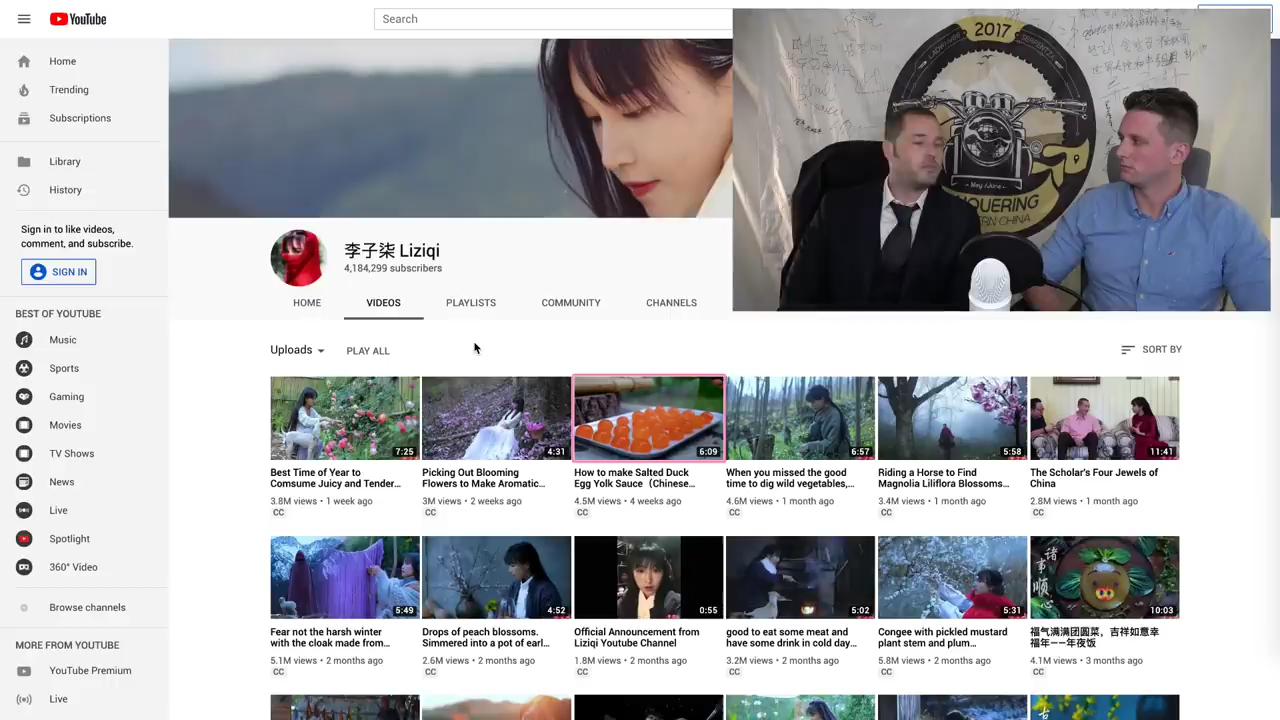 YouTube
Search
Home
Trending
Subscriptions
Library
History
Sign in to like videos,
comment, and subscribe.
SIGN IN
BEST OF YOUTUBE
Music
Sports
Gaming
Movies
TV Shows
News
Live
Spotlight
360° Video
Browse channels
MORE FROM YOUTUBE
YouTube Premium
Live
2017
May / June
QUERING
李子柒 Liziqi
4,184,299 subscribers
HOME
VIDEOS
PLAYLISTS
COMMUNITY
CHANNELS
Uploads
PLAY ALL
SORT BY
7:25
Best Time of Year to
Comsume Juicy and Tender...
3.8M views • 1 week ago
CC
4:31
Picking Out Blooming
Flowers to Make Aromatic...
3M views • 2 weeks ago
CC
6:09
How to make Salted Duck
Egg Yolk Sauce（Chinese...
4.5M views • 4 weeks ago
CC
6:57
When you missed the good
time to dig wild vegetables,...
4.6M views • 1 month ago
CC
5:58
Riding a Horse to Find
Magnolia Liliflora Blossoms...
3.4M views • 1 month ago
CC
11:41
The Scholar's Four Jewels of
China
2.8M views • 1 month ago
CC
5:49
Fear not the harsh winter
with the cloak made from...
5.1M views • 2 months ago
CC
4:52
Drops of peach blossoms.
Simmered into a pot of earl...
2.6M views • 2 months ago
CC
0:55
Official Announcement from
Liziqi Youtube Channel
1.8M views • 2 months ago
CC
5:02
good to eat some meat and
have some drink in cold day...
3.2M views • 2 months ago
CC
5:31
Congee with pickled mustard
plant stem and plum...
5.8M views • 2 months ago
CC
诸事顺心
10:03
福气满满团圆菜，吉祥如意幸
福年——年夜饭
4.1M views • 3 months ago
CC